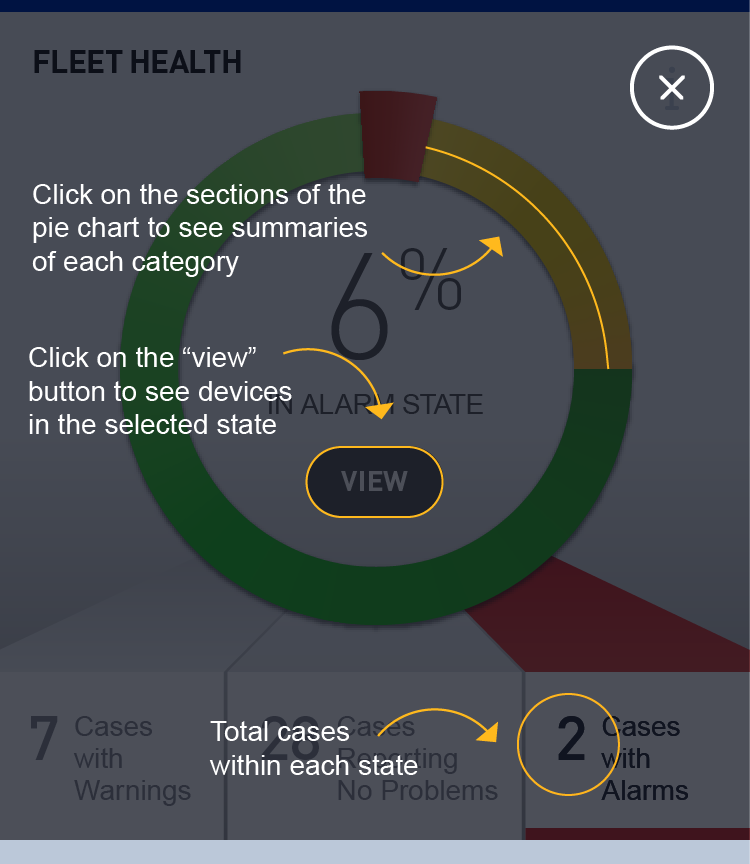 FLEET HEALTH
Click on the sections of the
pie chart to see summaries
of each category
6%
Click on the “view”
button to see devices
in the selected state
IN ALARM STATE
VIEW
7 Cases
with
Warnings
Total cases
within each state
28 Cases
Reporting
No Problems
2 Cases
with
Alarms